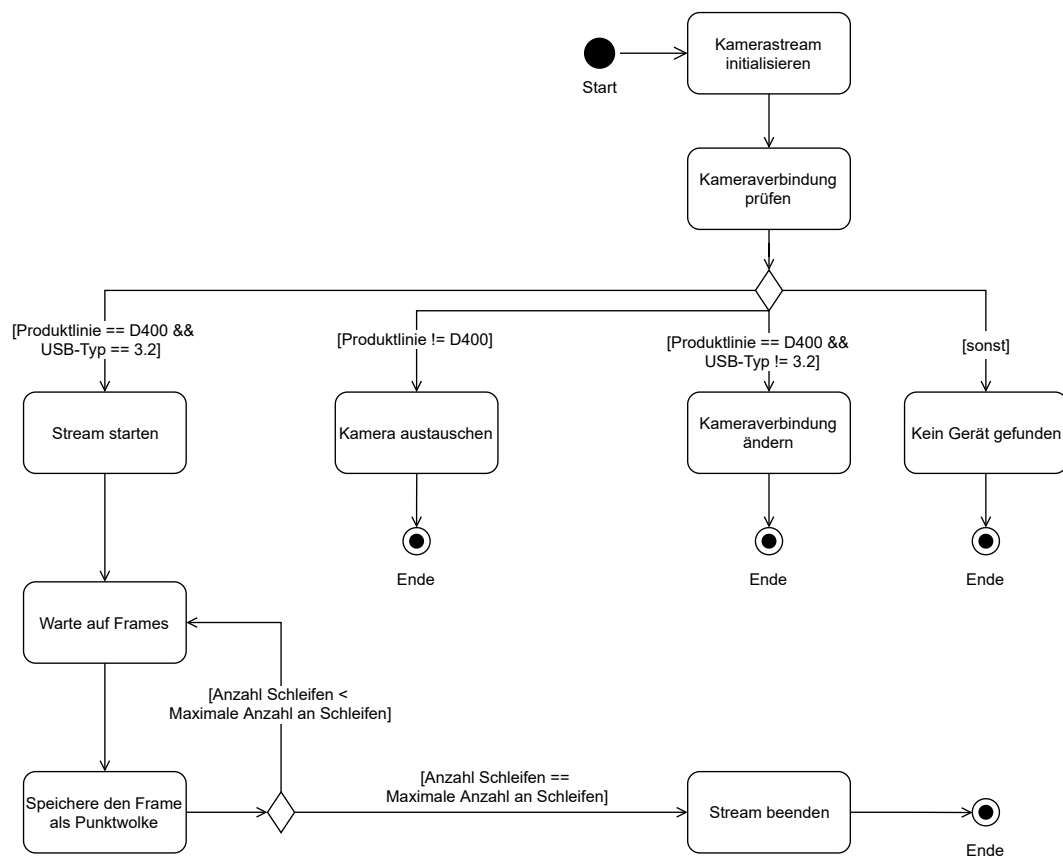 Kamerastream
initialisieren
Start
Kameraverbindung
prüfen
[Produktlinie == D400 &&
USB-Typ == 3.2]
[Produktlinie != D400]
[Produktlinie == D400 &&
USB-Typ != 3.2]
[sonst]
Stream starten
Kamera austauschen
Kameraverbindung
ändern
Kein Gerät gefunden
Ende
Ende
Ende
Warte auf Frames
[Anzahl Schleifen <
Maximale Anzahl an Schleifen]
Speichere den Frame
als Punktwolke
[Anzahl Schleifen ==
Maximale Anzahl an Schleifen]
Stream beenden
Ende